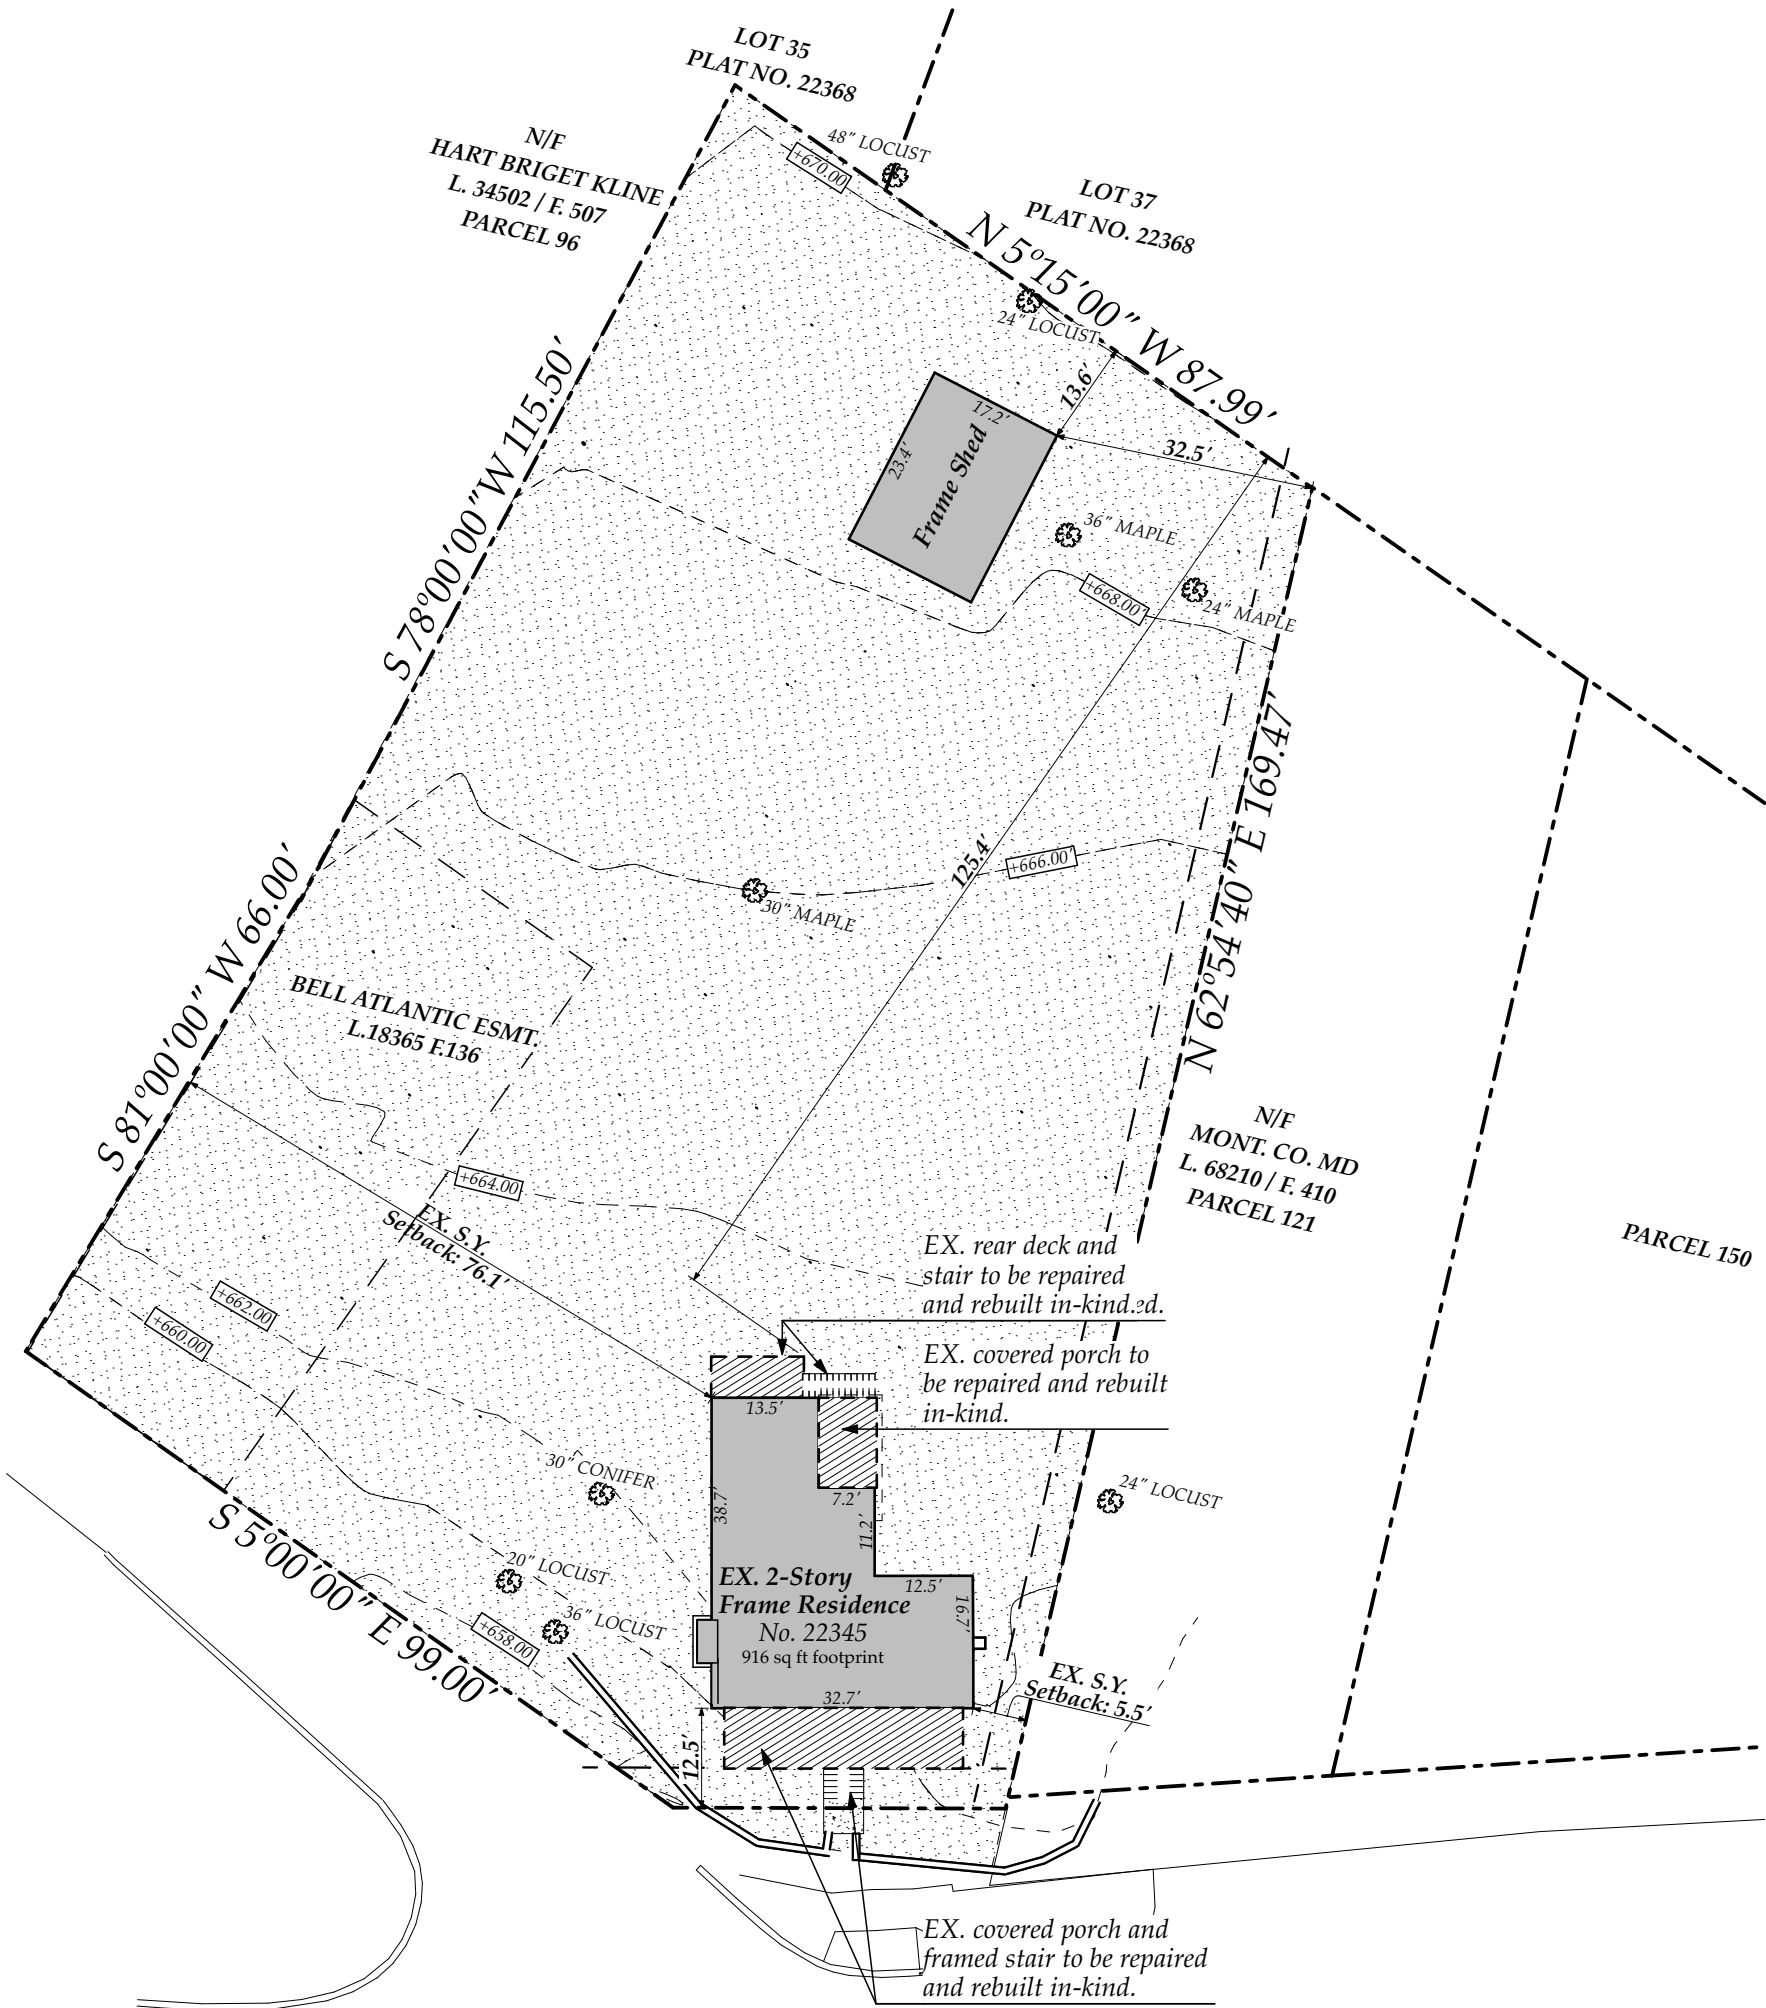 LOT 35
PLAT NO. 22368
N/F
HART BRIGET KLINE
L. 34502 / F. 507
PARCEL 96
48" LOCUST
+670.00
LOT 37
PLAT NO. 22368
N 5°15'00" W 87.99'
24" LOCUST
13.6'
32.5'
17.2'
23.4'
Frame Shed
36" MAPLE
+668.00'
24" MAPLE
S 78°00'00"W 115.50'
N 62°54'40" E 169.47'
125.4'
+666.00'
30" MAPLE
S 81°00'00" W 66.00'
BELL ATLANTIC ESMT.
L.18365 F.136
N/F
MONT. CO. MD
L. 68210 / F. 410
PARCEL 121
PARCEL 150
+664.00
EX. S.Y.
Setback: 76.1'
+662.00
+660.00
EX. rear deck and
stair to be repaired
and rebuilt in-kind.ed.
EX. covered porch to
be repaired and rebuilt
in-kind.
13.5'
7.2'
38.7'
11.2'
12.5'
16.7'
30" CONIFER
24" LOCUST
20" LOCUST
36" LOCUST
+658.00
S 5°00'00" E 99.00'
EX. 2-Story
Frame Residence
No. 22345
916 sq ft footprint
32.7'
12.5'
EX. S.Y.
Setback: 5.5'
EX. covered porch and
framed stair to be repaired
and rebuilt in-kind.